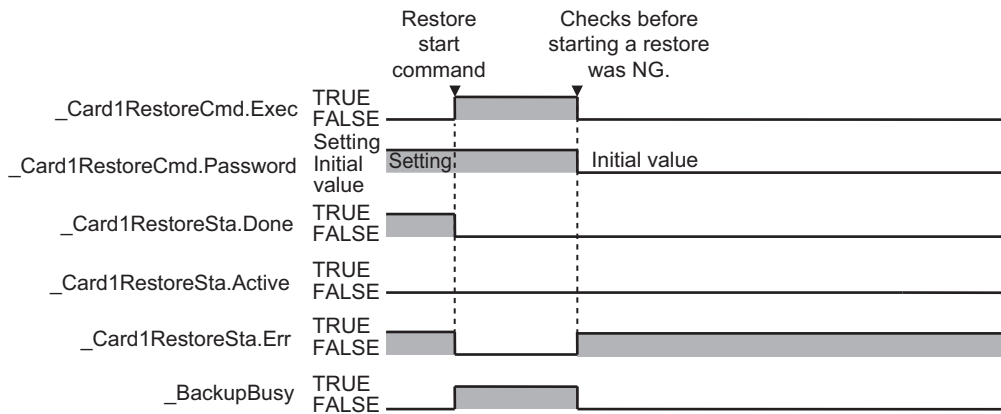 Restore
start
command
Checks before
starting a restore
was NG.
_Card1RestoreCmd.Exec
TRUE
FALSE
_Card1RestoreCmd.Password
Setting
Initial
value
Setting
Initial value
_Card1RestoreSta.Done
TRUE
FALSE
_Card1RestoreSta.Active
TRUE
FALSE
_Card1RestoreSta.Err
TRUE
FALSE
_BackupBusy
TRUE
FALSE